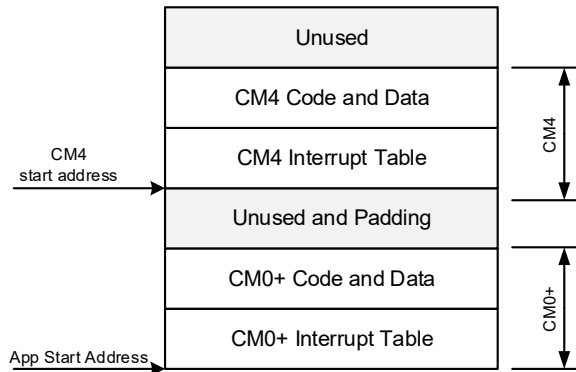 Unused
CM4 Code and Data
CM4
CM4 Interrupt Table
CM4
start address
Unused and Padding
CM0+ Code and Data
CM0+
CM0+ Interrupt Table
App Start Address